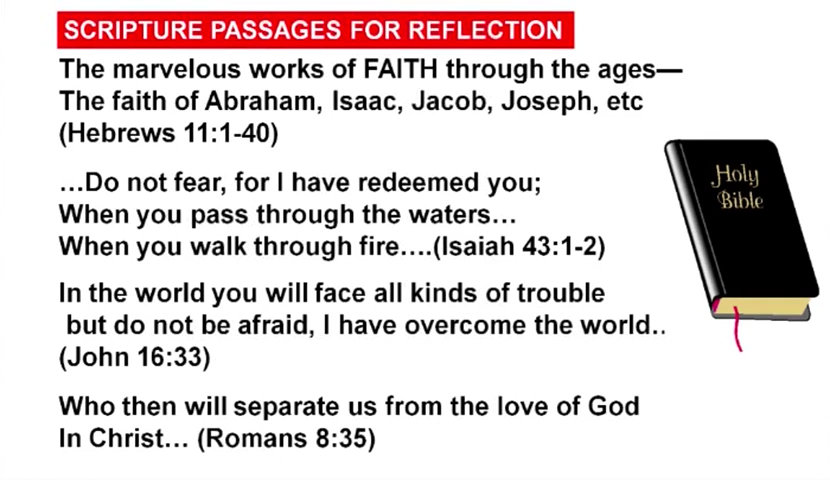 SCRIPTURE PASSAGES FOR REFLECTION
The marvelous works of FAITH through the ages—
The faith of Abraham, Isaac, Jacob, Joseph, etc
(Hebrews 11:1-40)
…Do not fear, for I have redeemed you;
When you pass through the waters…
When you walk through fire….(Isaiah 43:1-2)
In the world you will face all kinds of trouble
but do not be afraid, I have overcome the world..
(John 16:33)
Who then will separate us from the love of God
In Christ… (Romans 8:35)
Holy
Bible